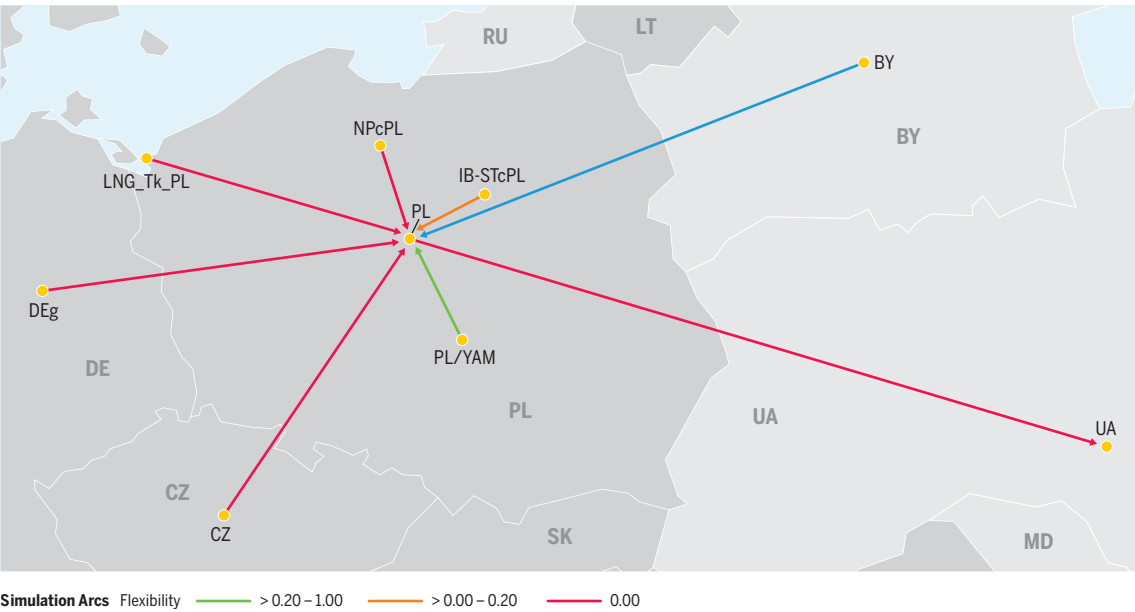 LT
RU
BY
BY
NPcPL
IB-STcPL
LNG_Tk_PL
PL
DEg
PL/YAM
DE
PL
UA
UA
CZ
CZ
SK
MD
Simulation Arcs Flexibility > 0.20 – 1.00 > 0.00 – 0.20 0.00